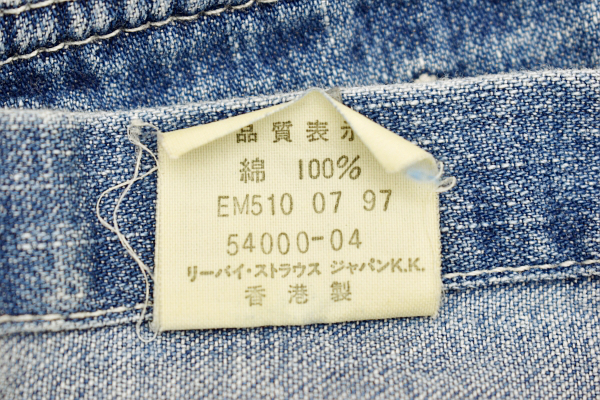 品質表示
綿 100%
EM510 07 97
54000-04
リーバイ・ストラウス ジャパンK.K.
香港製